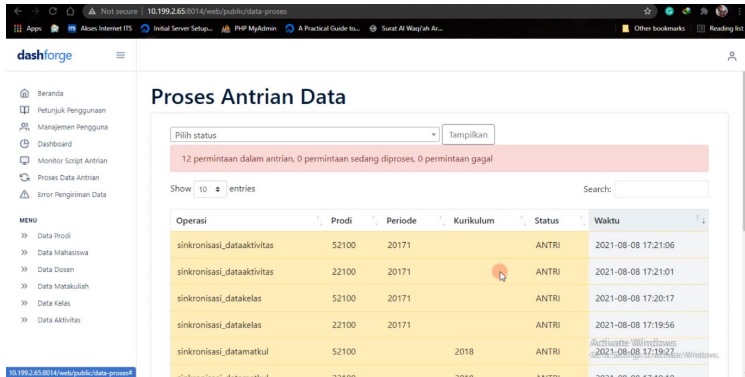 Not secure | 10.199.2.65:8014/web/public/data-proses
Apps Akses Internet ITS Initial Server Setup... PHP MyAdmin A Practical Guide to... Surat Al Waqi'ah Ar... Other bookmarks Reading list
dashforge
Beranda
Petunjuk Penggunaan
Manajemen Pengguna
Dashboard
Monitor Script Antrian
Proses Data Antrian
Error Pengiriman Data
MENU
Data Prodi
Data Mahasiswa
Data Dosen
Data Matakuliah
Data Kelas
Data Aktivitas
Proses Antrian Data
Pilih status Tampilkan
12 permintaan dalam antrian, 0 permintaan sedang diproses, 0 permintaan gagal
Show 10 entries Search:
Operasi Prodi Periode Kurikulum Status Waktu
sinkronisasi_dataaktivitas 52100 20171 ANTRI 2021-08-08 17:21:06
sinkronisasi_dataaktivitas 22100 20171 ANTRI 2021-08-08 17:21:01
sinkronisasi_datakelas 52100 20171 ANTRI 2021-08-08 17:20:17
sinkronisasi_datakelas 22100 20171 ANTRI 2021-08-08 17:19:56
Activate Windows
sinkronisasi_datamatkul 52100 2018 ANTRI 2021-08-08 17:19:27
10.199.2.65:8014/web/public/data-proses#